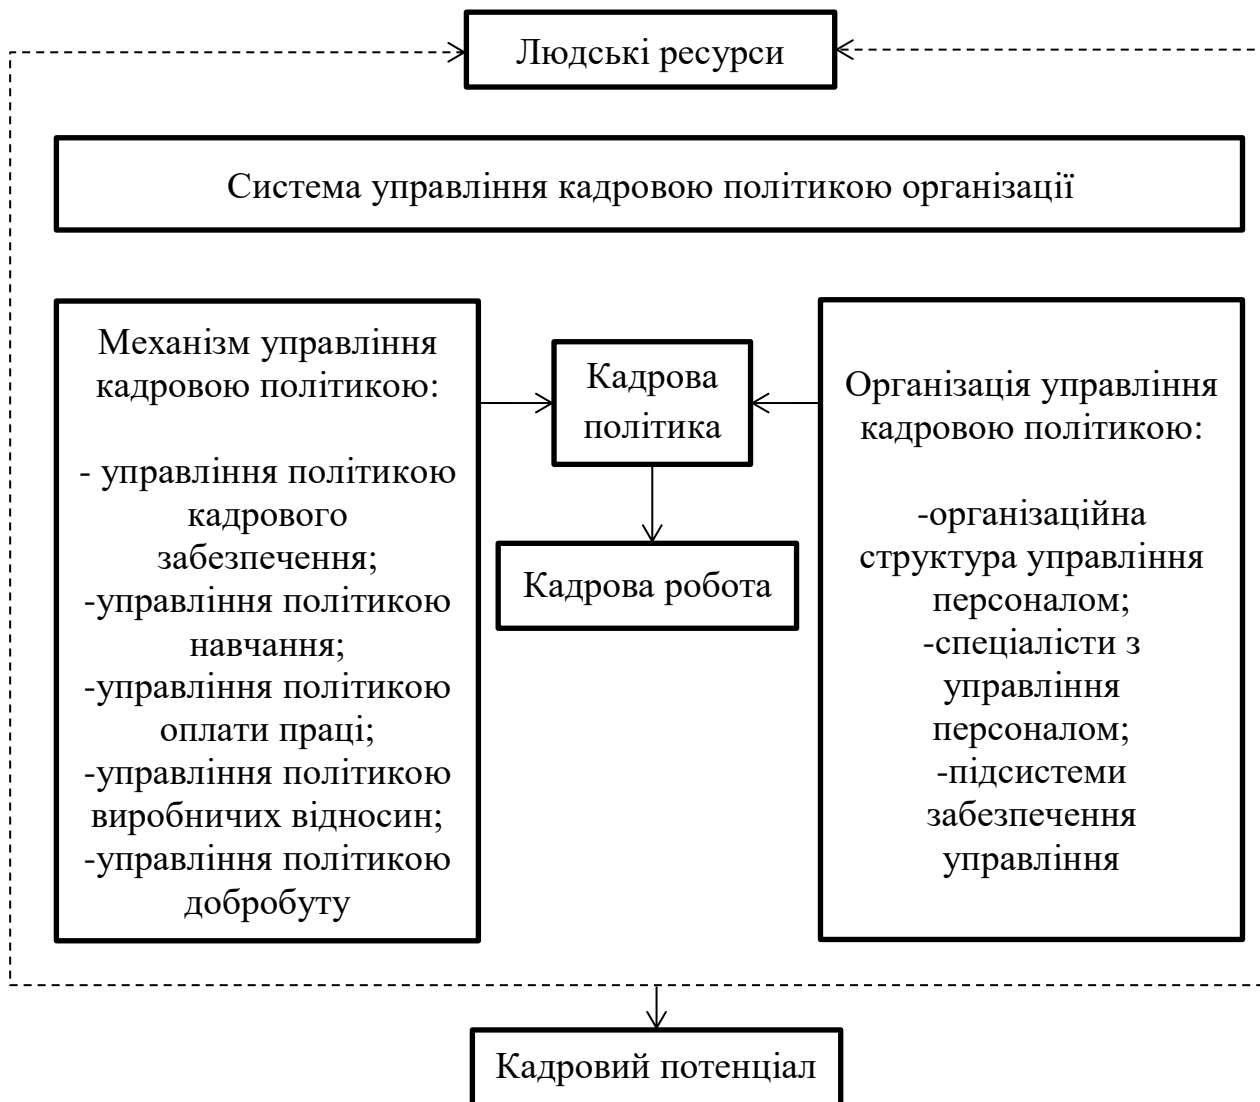 Людські ресурси
Система управління кадровою політикою організації
Механізм управління
кадровою політикою:
- управління політикою
кадрового
забезпечення;
-управління політикою
навчання;
-управління політикою
оплати праці;
-управління політикою
виробничих відносин;
-управління політикою
добробуту
Кадрова
політика
Кадрова робота
Організація управління
кадровою політикою:
-організаційна
структура управління
персоналом;
-спеціалісти з
управління
персоналом;
-підсистеми
забезпечення
управління
Кадровий потенціал